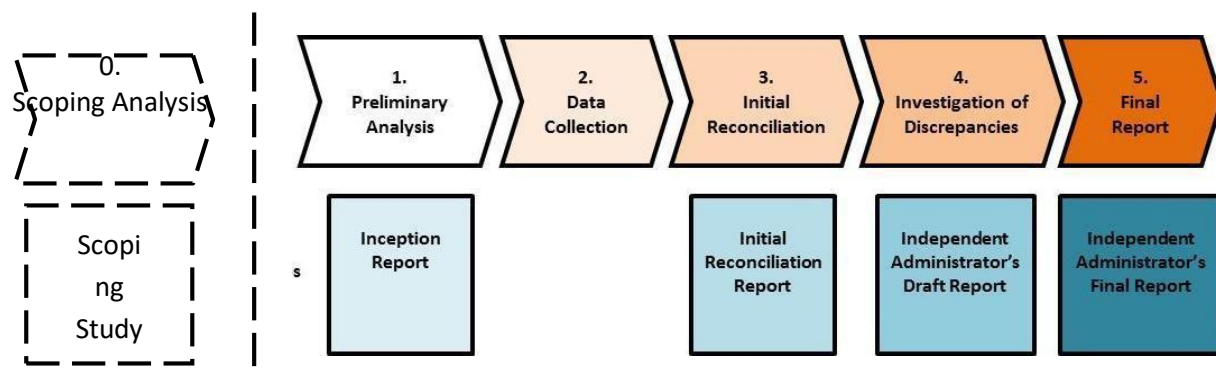 0.
Scoping Analysis
1.
Preliminary
Analysis
2.
Data
Collection
3.
Initial
Reconciliation
4.
Investigation of
Discrepancies
5.
Final
Report
Scopi
ng
Study
s
Inception
Report
Initial
Reconciliation
Report
Independent
Administrator's
Draft Report
Independent
Administrator's
Final Report